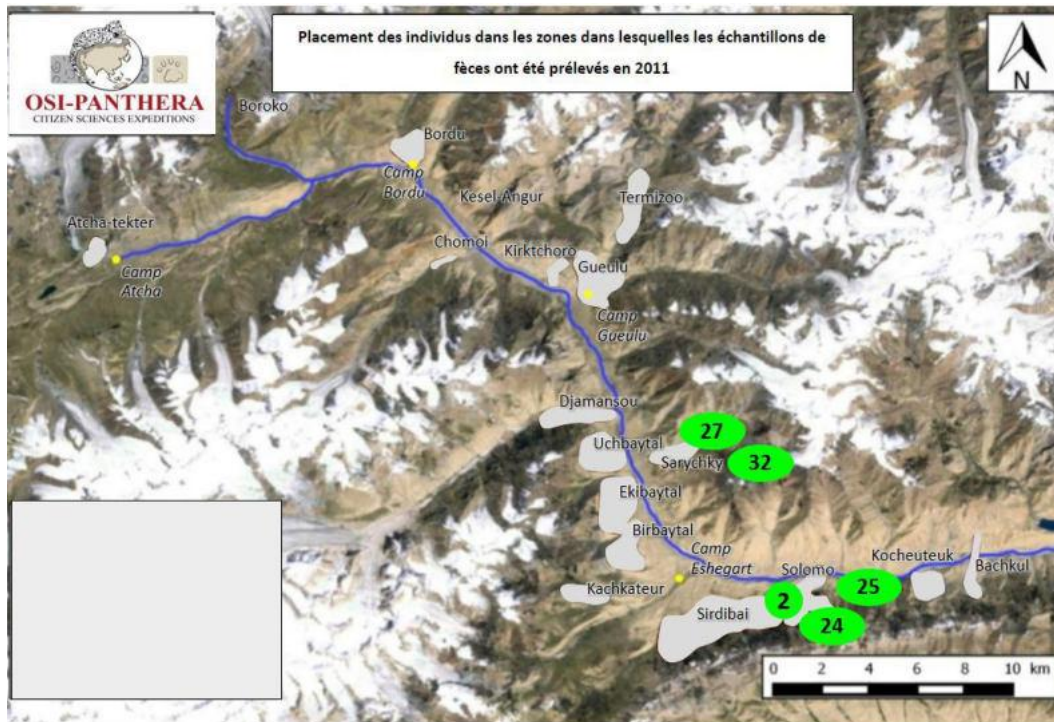 Placement des individus dans les zones dans lesquelles les échantillons de
fèces ont été prélevés en 2011
N
OSI-PANTHERA
CITIZEN SCIENCES EXPEDITIONS
Boroko
Bordu
Camp
Bordu
Kesel-Angur
Termizoo
Atcha-tekter
Camp
Atcha
Chomoi
Kirktchoro
Gueulu
Camp
Gueulu
Djamansou
27
Uchbaytal
Sarychky
32
Ekibaytal
Birbaytal
Camp
Eshegart
Solomo
Kocheuteuk
Bachkul
Kachkateur
25
2
Sirdibai
24
0 2 4 6 8 10 km